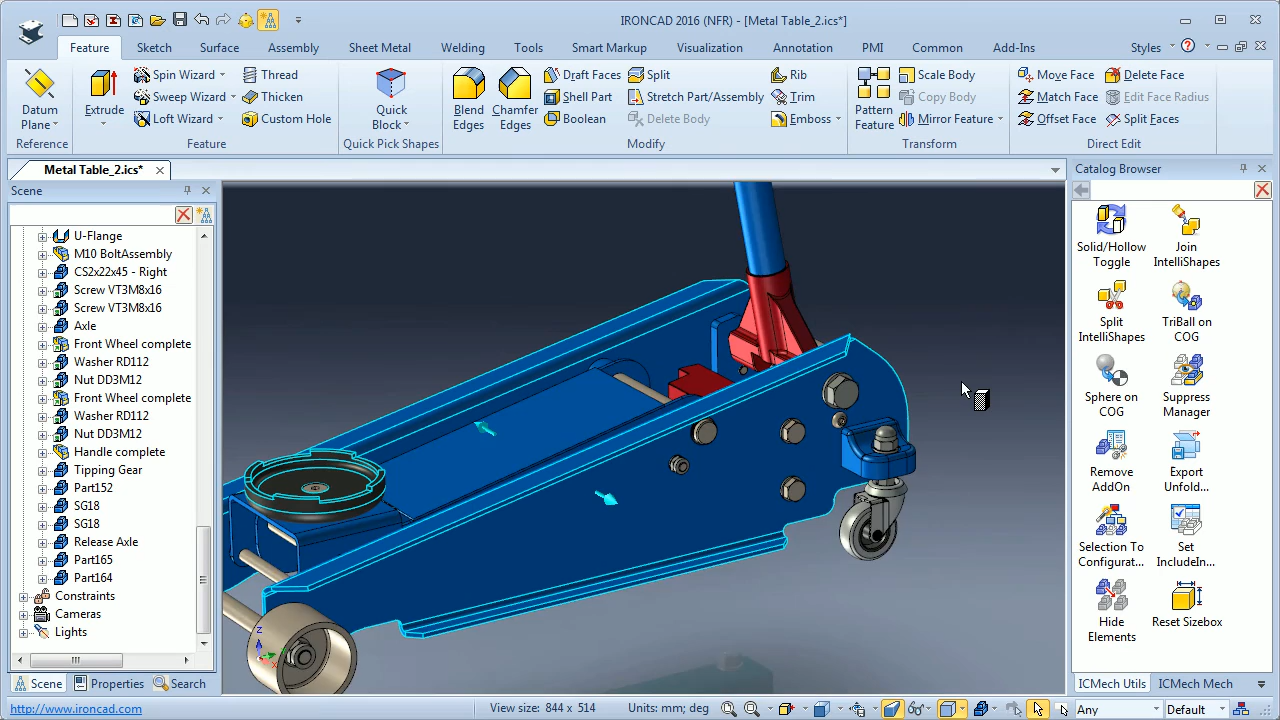 IRONCAD 2016 (NFR) - [Metal Table_2.ics*]
Feature Sketch Surface Assembly Sheet Metal Welding Tools Smart Markup Visualization Annotation PMI Common Add-Ins Styles
Datum Plane
Reference
Extrude
Spin Wizard
Sweep Wizard
Loft Wizard
Thread
Thicken
Custom Hole
Feature
Quick Block
Quick Pick Shapes
Blend Edges
Chamfer Edges
Draft Faces
Shell Part
Boolean
Split
Stretch Part/Assembly
Delete Body
Rib
Trim
Emboss
Modify
Pattern Feature
Scale Body
Copy Body
Mirror Feature
Transform
Move Face
Match Face
Offset Face
Delete Face
Edit Face Radius
Split Faces
Direct Edit
Metal Table_2.ics*
Scene
U-Flange
M10 BoltAssembly
CS2x22x45 - Right
Screw VT3M8x16
Screw VT3M8x16
Axle
Front Wheel complete
Washer RD112
Nut DD3M12
Front Wheel complete
Washer RD112
Nut DD3M12
Handle complete
Tipping Gear
Part152
SG18
SG18
Release Axle
Part165
Part164
Constraints
Cameras
Lights
Scene Properties Search
Z
X
Catalog Browser
Solid/Hollow Toggle
Join IntelliShapes
Split IntelliShapes
TriBall on COG
Sphere on COG
Suppress Manager
Remove AddOn
Export Unfold...
Selection To Configurat...
Set IncludeIn...
Hide Elements
Reset Sizebox
ICMech Utils ICMech Mech
http://www.ironcad.com
View size: 844 x 514
Units: mm; deg
Any
Default